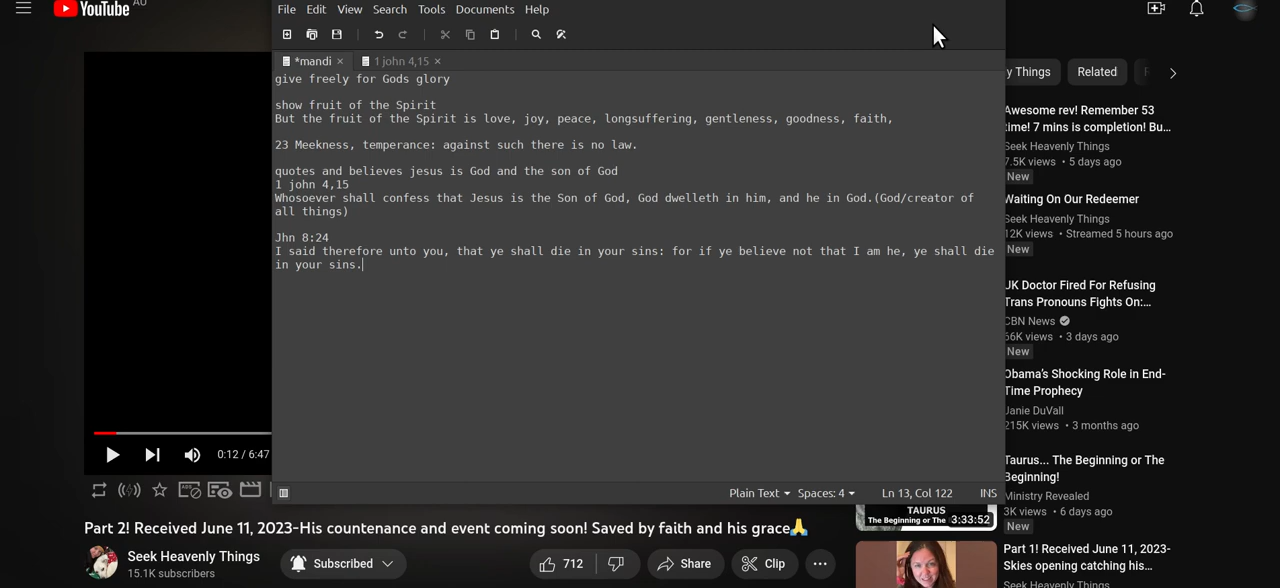 YouTube AU
File Edit View Search Tools Documents Help
*mandi × 1 john 4,15 ×
give freely for Gods glory
show fruit of the Spirit
But the fruit of the Spirit is love, joy, peace, longsuffering, gentleness, goodness, faith,
23 Meekness, temperance: against such there is no law.
quotes and believes jesus is God and the son of God
1 john 4,15
Whosoever shall confess that Jesus is the Son of God, God dwelleth in him, and he in God.(God/creator of
all things)
Jhn 8:24
I said therefore unto you, that ye shall die in your sins: for if ye believe not that I am he, ye shall die
in your sins.
Plain Text Spaces: 4 Ln 13, Col 122 INS
0:12 / 6:47
Part 2! Received June 11, 2023-His countenance and event coming soon! Saved by faith and his grace🙏
Seek Heavenly Things
15.1K subscribers
Subscribed
712
Share
Clip
y Things Related
Awesome rev! Remember 53
time! 7 mins is completion! Bu...
Seek Heavenly Things
7.5K views • 5 days ago
New
Waiting On Our Redeemer
Seek Heavenly Things
12K views • Streamed 5 hours ago
New
UK Doctor Fired For Refusing
Trans Pronouns Fights On:...
CBN News
66K views • 3 days ago
New
Obama's Shocking Role in End-
Time Prophecy
Janie DuVall
215K views • 3 months ago
Taurus... The Beginning or The
Beginning!
Ministry Revealed
3K views • 6 days ago
New
TAURUS
The Beginning or The
3:33:52
Part 1! Received June 11, 2023-
Skies opening catching his...
Seek Heavenly Things